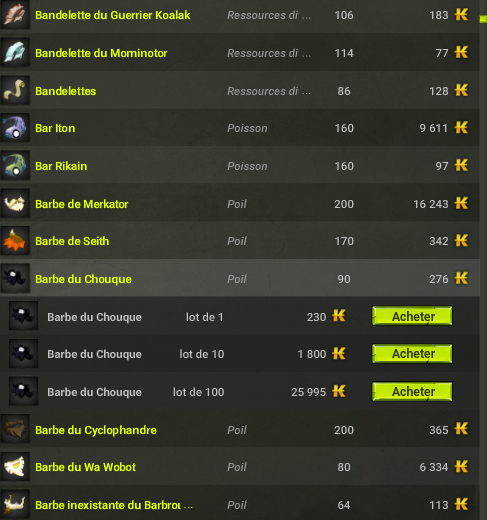 Bandelette du Guerrier Koalak Ressources di ... 106 183
Bandelette du Mominotor Ressources di ... 114 77
Bandelettes Ressources di ... 86 128
Bar Iton Poisson 160 9 611
Bar Rikain Poisson 160 97
Barbe de Merkator Poil 200 16 243
Barbe de Seith Poil 170 342
Barbe du Chouque Poil 90 276
Barbe du Chouque lot de 1 230 Acheter
Barbe du Chouque lot de 10 1 800 Acheter
Barbe du Chouque lot de 100 25 995 Acheter
Barbe du Cyclophandre Poil 200 365
Barbe du Wa Wobot Poil 80 6 334
Barbe inexistante du Barbrou ... Poil 64 113